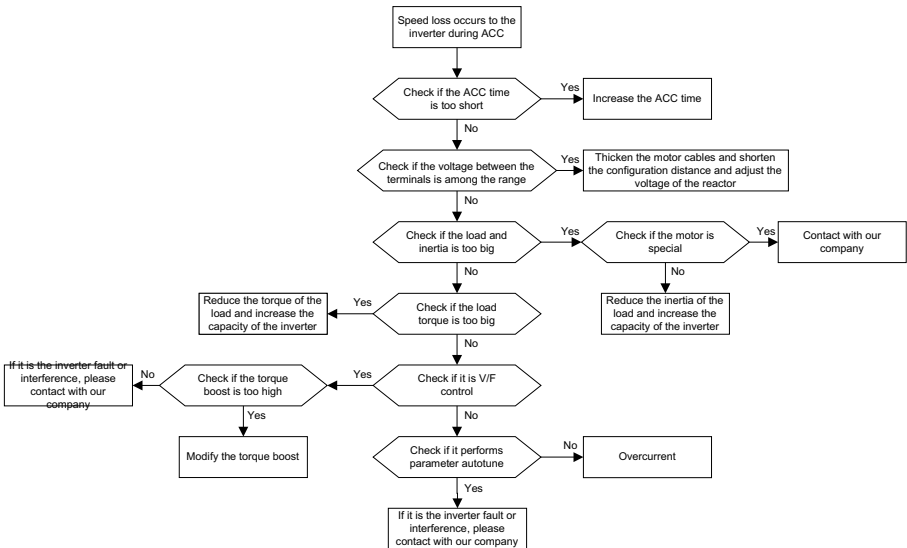 Speed loss occurs to the
inverter during ACC
Check if the ACC time
is too short
Yes
Increase the ACC time
No
Check if the voltage between the
terminals is among the range
Yes
Thicken the motor cables and shorten
the configuration distance and adjust the
voltage of the reactor
No
Check if the load and
inertia is too big
Yes
Check if the motor is
special
Yes
Contact with our
company
No
No
Reduce the torque of the
load and increase the
capacity of the inverter
Yes
Check if the load
torque is too big
Reduce the inertia of the
load and increase the
capacity of the inverter
No
If it is the inverter fault or
interference, please
contact with our
company
No
Check if the torque
boost is too high
Yes
Check if it is V/F
control
Yes
No
Modify the torque boost
Check if it performs
parameter autotune
No
Overcurrent
Yes
If it is the inverter fault or
interference, please
contact with our company